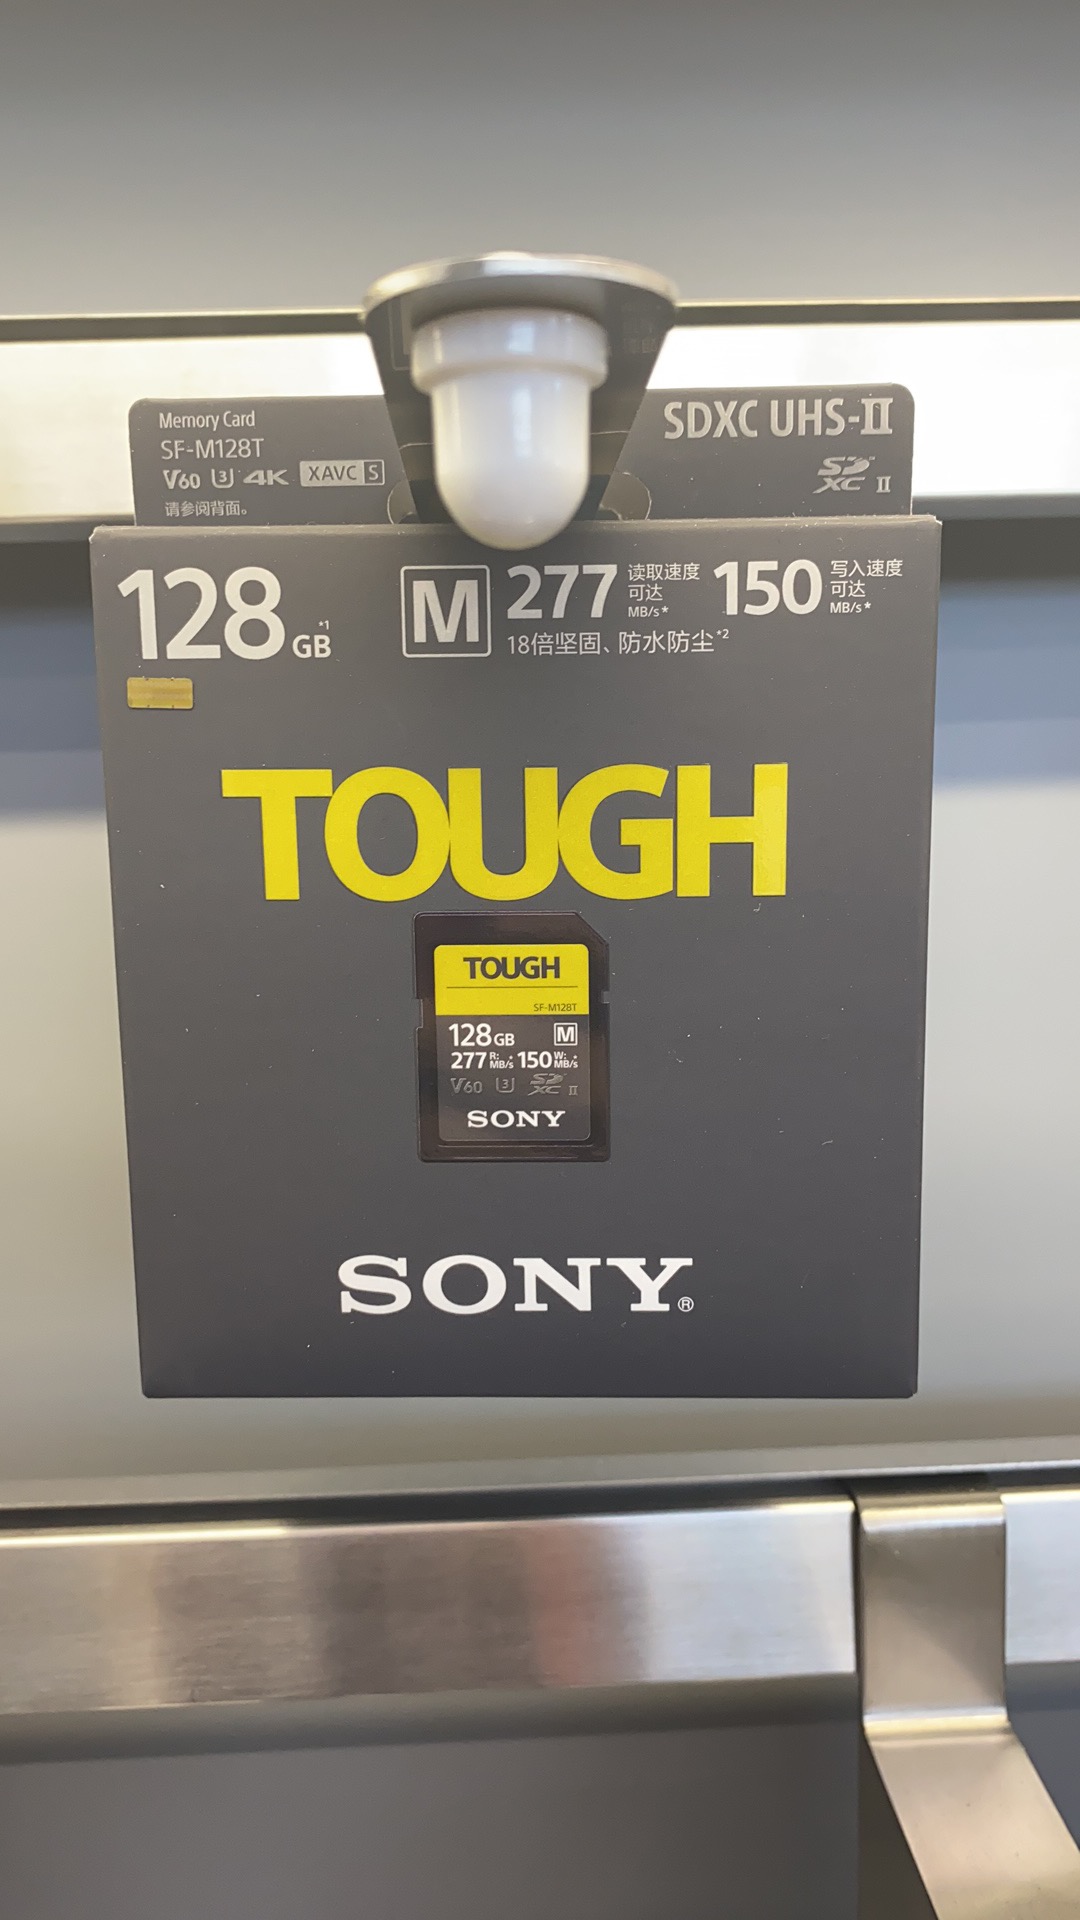 Memory Card
SF-M128T
V60 U3 4K XAVC S
请参阅背面。
SDXC UHS-II
SD XC II
128 GB *1
M 277 读取速度可达 MB/s* 150 写入速度可达 MB/s*
18倍坚固、防水防尘*2
TOUGH
TOUGH
SF-M128T
128GB M
277 R: MB/s* 150 W: MB/s*
V60 U3 SD XC II
SONY
SONY®